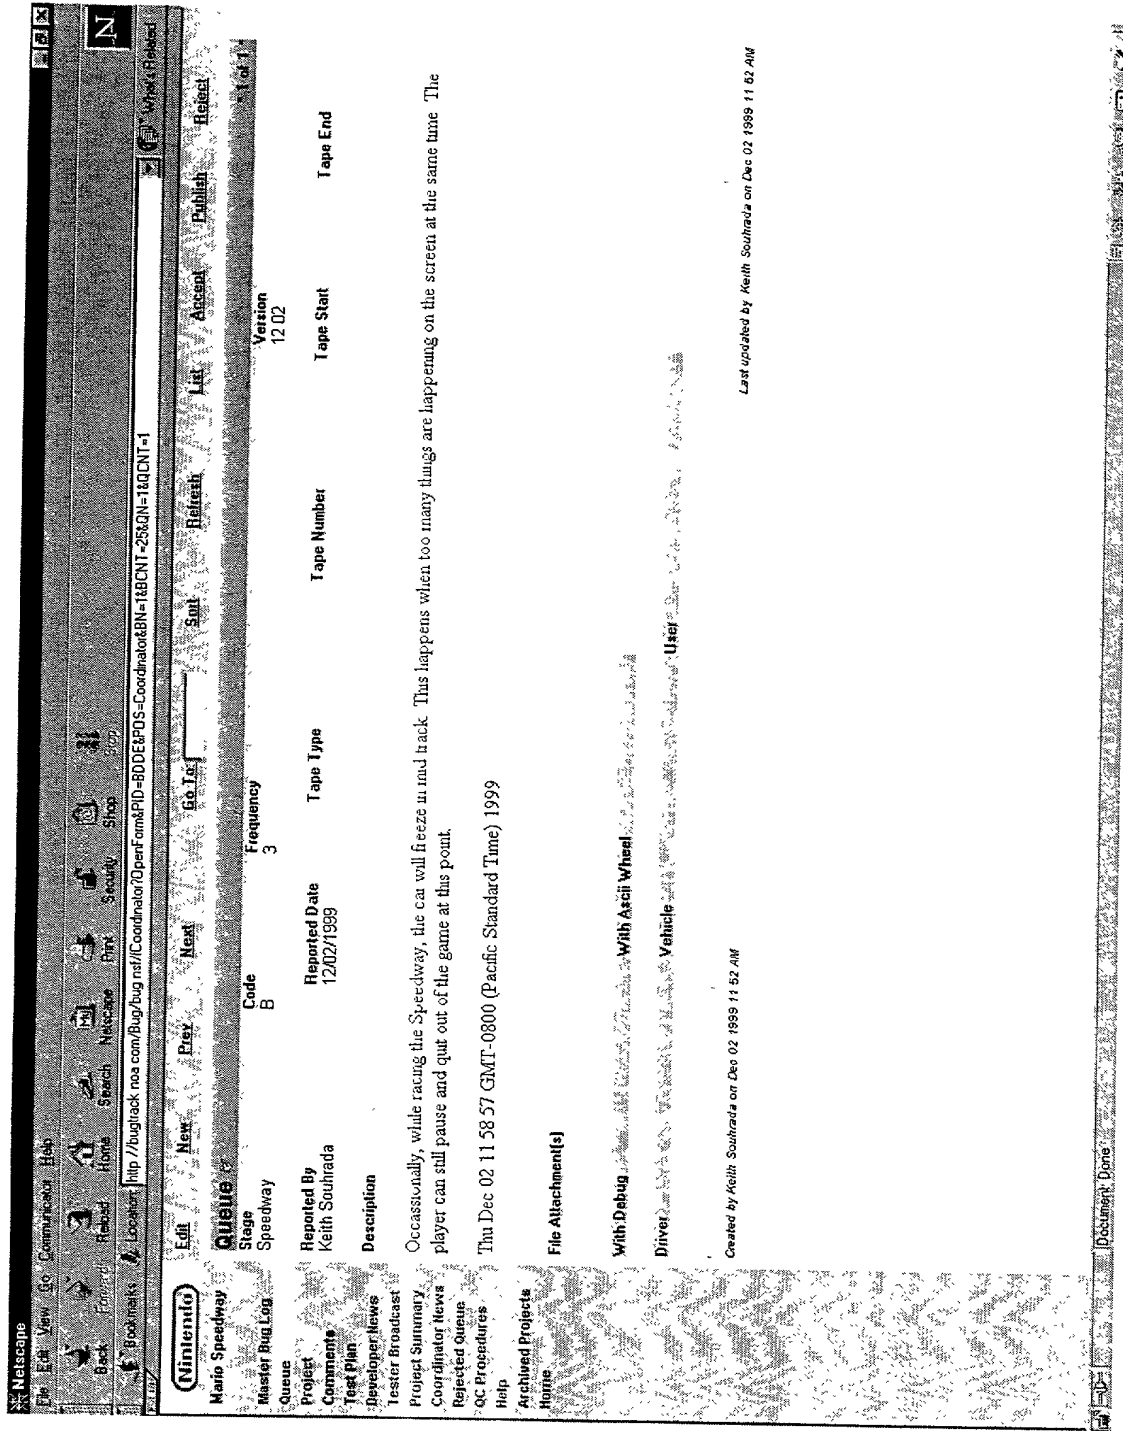 Netscape
File Edit View Go Communicator Help
Back Forward Reload Home Search Netscape Print Security Shop Stop
Bookmarks Location: http //bugtrack noa com/Bug/bug nsf/ICoordinator?OpenForm&PID=BDDE&POS=Coordinator&BN=1&BCNT=25&QN=1&QCNT=1 What's Related
Nintendo
Mario Speedway
Master Bug Log
Queue
Project
Comments
Test Plan
Developer News
Tester Broadcast
Project Summary
Coordinator News
Rejected Queue
QC Procedures
Help
Archived Projects
Home
Edit New Prev Next Go To: Sort Refresh List Accept Publish Reject
Queue 1 of 1
Stage Code Frequency Version
Speedway B 3 12 02
Reported By Reported Date Tape Type Tape Number Tape Start Tape End
Keith Souhrada 12/02/1999
Description
Occassionally, while racing the Speedway, the car will freeze in mid track This happens when too many things are happening on the screen at the same time The
player can still pause and quit out of the game at this point.
Thu Dec 02 11 58 57 GMT-0800 (Pacific Standard Time) 1999
File Attachment(s)
With Debug With Ascii Wheel
Driver Vehicle User
Created by Keith Souhrada on Dec 02 1999 11 52 AM Last updated by Keith Souhrada on Dec 02 1999 11 52 AM
Document: Done